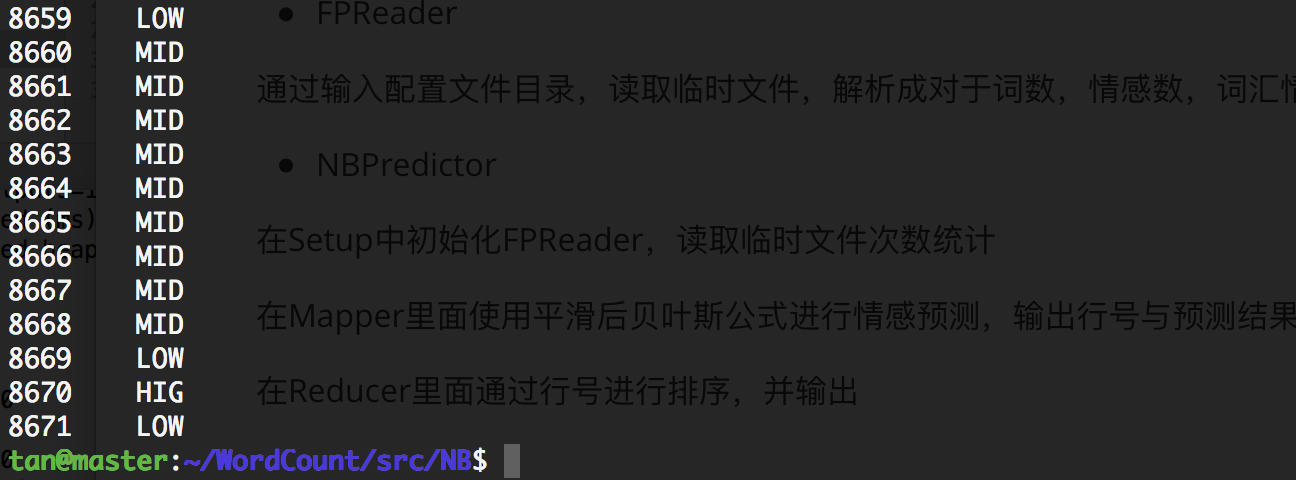 8659 LOW
FPReader
8660 MID
8661 MID
通过输入配置文件目录，读取临时文件，解析成对于词数，情感数，词汇情
8662 MID
8663 MID
NBPredictor
8664 MID
8665 MID
在Setup中初始化FPReader，读取临时文件次数统计
8666 MID
8667 MID
8668 MID
在Mapper里面使用平滑后贝叶斯公式进行情感预测，输出行号与预测结果
8669 LOW
8670 HIG
在Reducer里面通过行号进行排序，并输出
8671 LOW
tan@master:~/WordCount/src/NB$